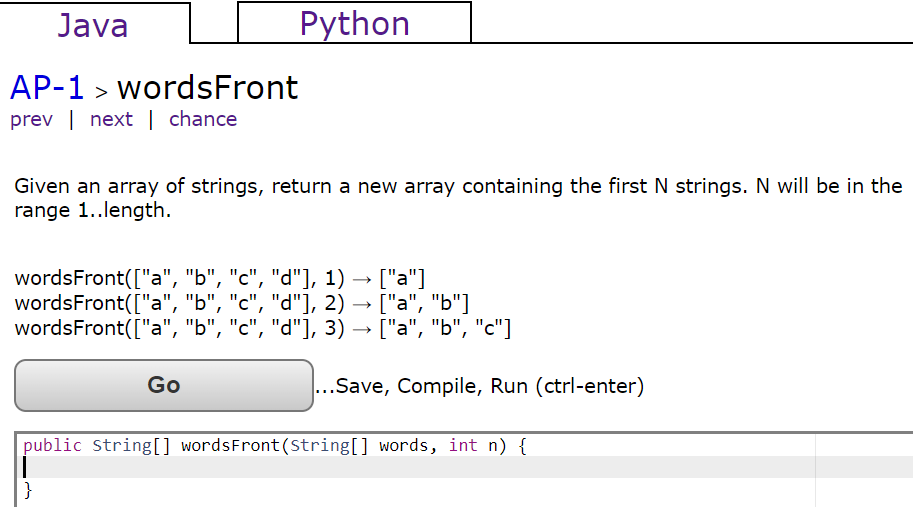 Java
Python
AP-1 > wordsFront
prev | next | chance
Given an array of strings, return a new array containing the first N strings. N will be in the
range 1..length.
wordsFront(["a", "b", "c", "d"], 1) → ["a"]
wordsFront(["a", "b", "c", "d"], 2) → ["a", "b"]
wordsFront(["a", "b", "c", "d"], 3) → ["a", "b", "c"]
Go
...Save, Compile, Run (ctrl-enter)
public String[] wordsFront(String[] words, int n) {
}